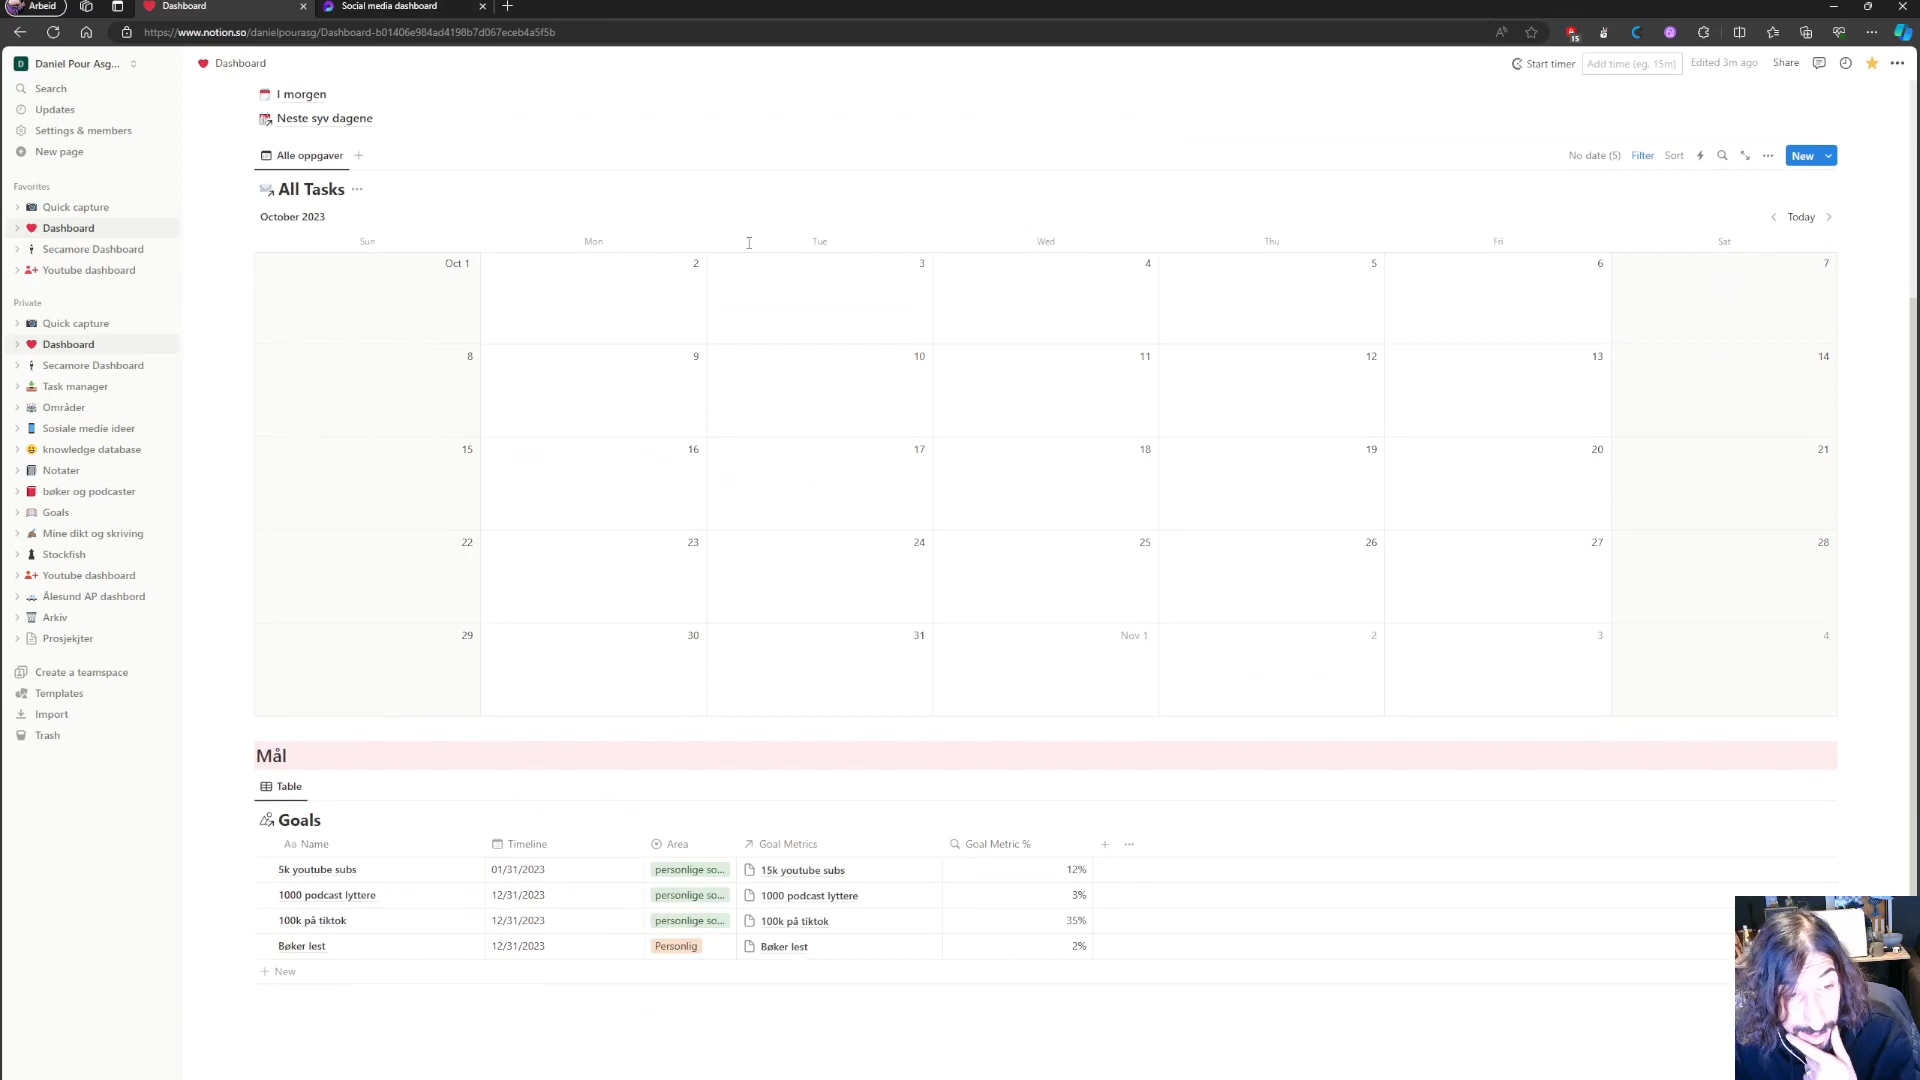 Arbeid
Dashboard
Social media dashboard
https://www.notion.so/danielpourasg/Dashboard-b01406e984ad4198b7d067eceb4a5f5b
15
D Daniel Pour Asg...
Dashboard
Start timer
Add time (eg. 15m)
Edited 3m ago
Share
Search
Updates
Settings & members
New page
Favorites
Quick capture
Dashboard
Secamore Dashboard
Youtube dashboard
Private
Quick capture
Dashboard
Secamore Dashboard
Task manager
Områder
Sosiale medie ideer
knowledge database
Notater
bøker og podcaster
Goals
Mine dikt og skriving
Stockfish
Youtube dashboard
Ålesund AP dashbord
Arkiv
Prosjekjter
Create a teamspace
Templates
Import
Trash
I morgen
Neste syv dagene
Alle oppgaver
No date (5) Filter Sort New
All Tasks
October 2023
Today
Sun Mon Tue Wed Thu Fri Sat
Oct 1 2 3 4 5 6 7
8 9 10 11 12 13 14
15 16 17 18 19 20 21
22 23 24 25 26 27 28
29 30 31 Nov 1 2 3 4
Mål
Table
Goals
Aa Name Timeline Area Goal Metrics Goal Metric %
5k youtube subs 01/31/2023 personlige so... 15k youtube subs 12%
1000 podcast lyttere 12/31/2023 personlige so... 1000 podcast lyttere 3%
100k på tiktok 12/31/2023 personlige so... 100k på tiktok 35%
Bøker lest 12/31/2023 Personlig Bøker lest 2%
New